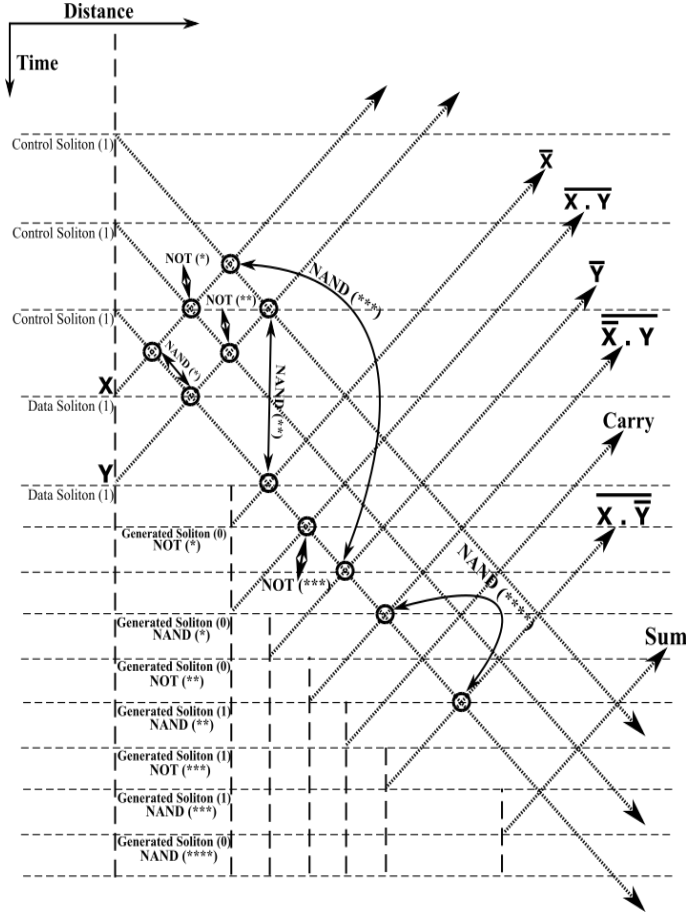 Distance
Time
Control Soliton (1)
X̅
X . Y
Control Soliton (1)
NOT (*)
NAND (***)
Y̅
NOT (**)
Control Soliton (1)
X̅ . Y
NAND (*)
X
Data Soliton (1)
NAND (**)
Carry
Y
Data Soliton (1)
X . Y̅
Generated Soliton (0)
NOT (*)
NOT (***)
NAND (****)
Generated Soliton (0)
NAND (*)
Sum
Generated Soliton (0)
NOT (**)
Generated Soliton (1)
NAND (**)
Generated Soliton (1)
NOT (***)
Generated Soliton (1)
NAND (***)
Generated Soliton (0)
NAND (****)